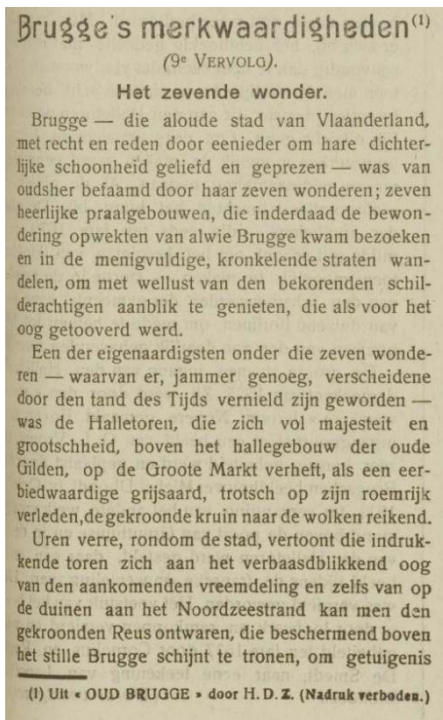 Brugge's merkwaardigheden(1)
(9e VERVOLG).
Het zevende wonder.
Brugge — die aloude stad van Vlaanderland,
met recht en reden door eenieder om hare dichter-
lijke schoonheid geliefd en geprezen — was van
oudsher befaamd door haar zeven wonderen; zeven
heerlijke praalgebouwen, die inderdaad de bewon-
dering opwekten van alwie Brugge kwam bezoeken
en in de menigvuldige, kronkelende straten wan-
delen, om met wellust van den bekorenden schil-
derachtigen aanblik te genieten, die als voor het
oog getooverd werd.
Een der eigenaardigsten onder die zeven wonde-
ren — waarvan er, jammer genoeg, verscheidene
door den tand des Tijds vernield zijn geworden —
was de Halletoren, die zich vol majesteit en
grootschheid, boven het hallegebouw der oude
Gilden, op de Groote Markt verheft, als een eer-
biedwaardige grijsaard, trotsch op zijn roemrijk
verleden,de gekroonde kruin naar de wolken reikend.
Uren verre, rondom de stad, vertoont die indruk-
kende toren zich aan het verbaasdblikkend oog
van den aankomenden vreemdeling en zelfs van op
de duinen aan het Noordzeestrand kan men den
gekroonden Reus ontwaren, die beschermend boven
het stille Brugge schijnt te tronen, om getuigenis
(1) Uit « OUD BRUGGE » door H. D. Z. (Nadruk verboden.)